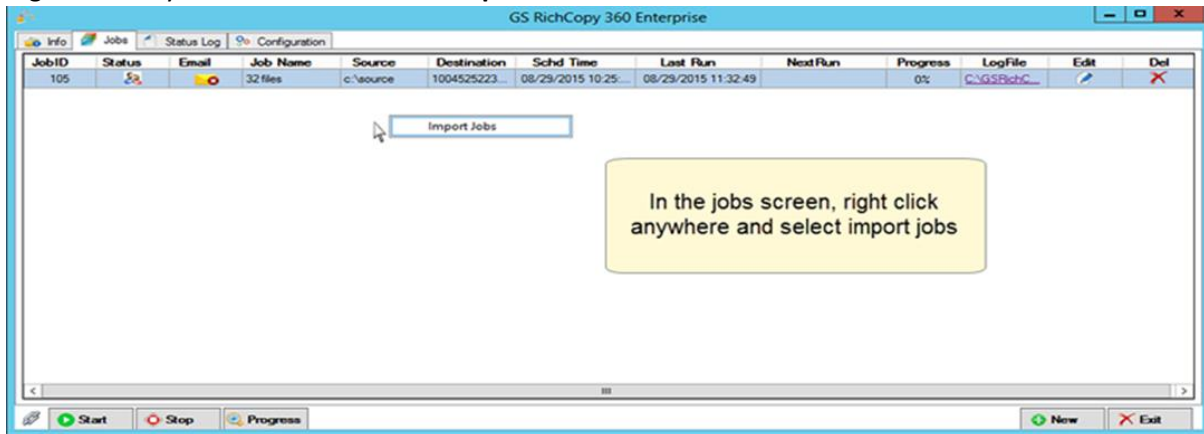 GS RichCopy 360 Enterprise
Info Jobs Status Log Configuration
JobID Status Email Job Name Source Destination Schd Time Last Run NextRun Progress LogFile Edit Del
105 32 files c:\source 1004525223... 08/29/2015 10:25:... 08/29/2015 11:32:49 0% C:\GSRichC...
Import Jobs
In the jobs screen, right click
anywhere and select import jobs
Start Stop Progress New Exit